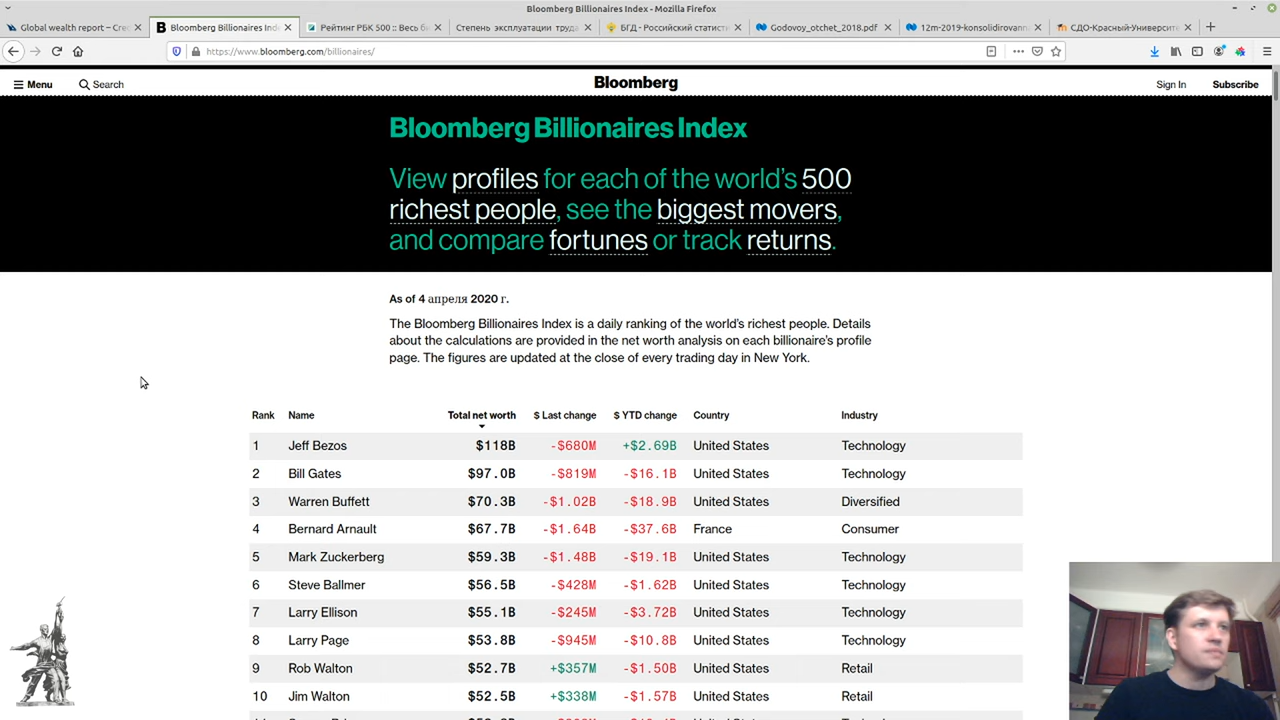 Bloomberg Billionaires Index - Mozilla Firefox
Global wealth report – Cre
Bloomberg Billionaires Ind
Рейтинг РБК 500 :: Весь б
Степень эксплуатации труда
БГД - Российский статист
Godovoy_otchet_2018.pdf
12m-2019-konsolidirovann
СДО-Красный-Университе
https://www.bloomberg.com/billionaires/
Menu Search Bloomberg Sign In Subscribe
Bloomberg Billionaires Index
View profiles for each of the world's 500
richest people, see the biggest movers,
and compare fortunes or track returns.
As of 4 апреля 2020 г.
The Bloomberg Billionaires Index is a daily ranking of the world's richest people. Details
about the calculations are provided in the net worth analysis on each billionaire's profile
page. The figures are updated at the close of every trading day in New York.
Rank Name Total net worth $ Last change $ YTD change Country Industry
1 Jeff Bezos $118B -$680M +$2.69B United States Technology
2 Bill Gates $97.0B -$819M -$16.1B United States Technology
3 Warren Buffett $70.3B -$1.02B -$18.9B United States Diversified
4 Bernard Arnault $67.7B -$1.64B -$37.6B France Consumer
5 Mark Zuckerberg $59.3B -$1.48B -$19.1B United States Technology
6 Steve Ballmer $56.5B -$428M -$1.62B United States Technology
7 Larry Ellison $55.1B -$245M -$3.72B United States Technology
8 Larry Page $53.8B -$945M -$10.8B United States Technology
9 Rob Walton $52.7B +$357M -$1.50B United States Retail
10 Jim Walton $52.5B +$338M -$1.57B United States Retail